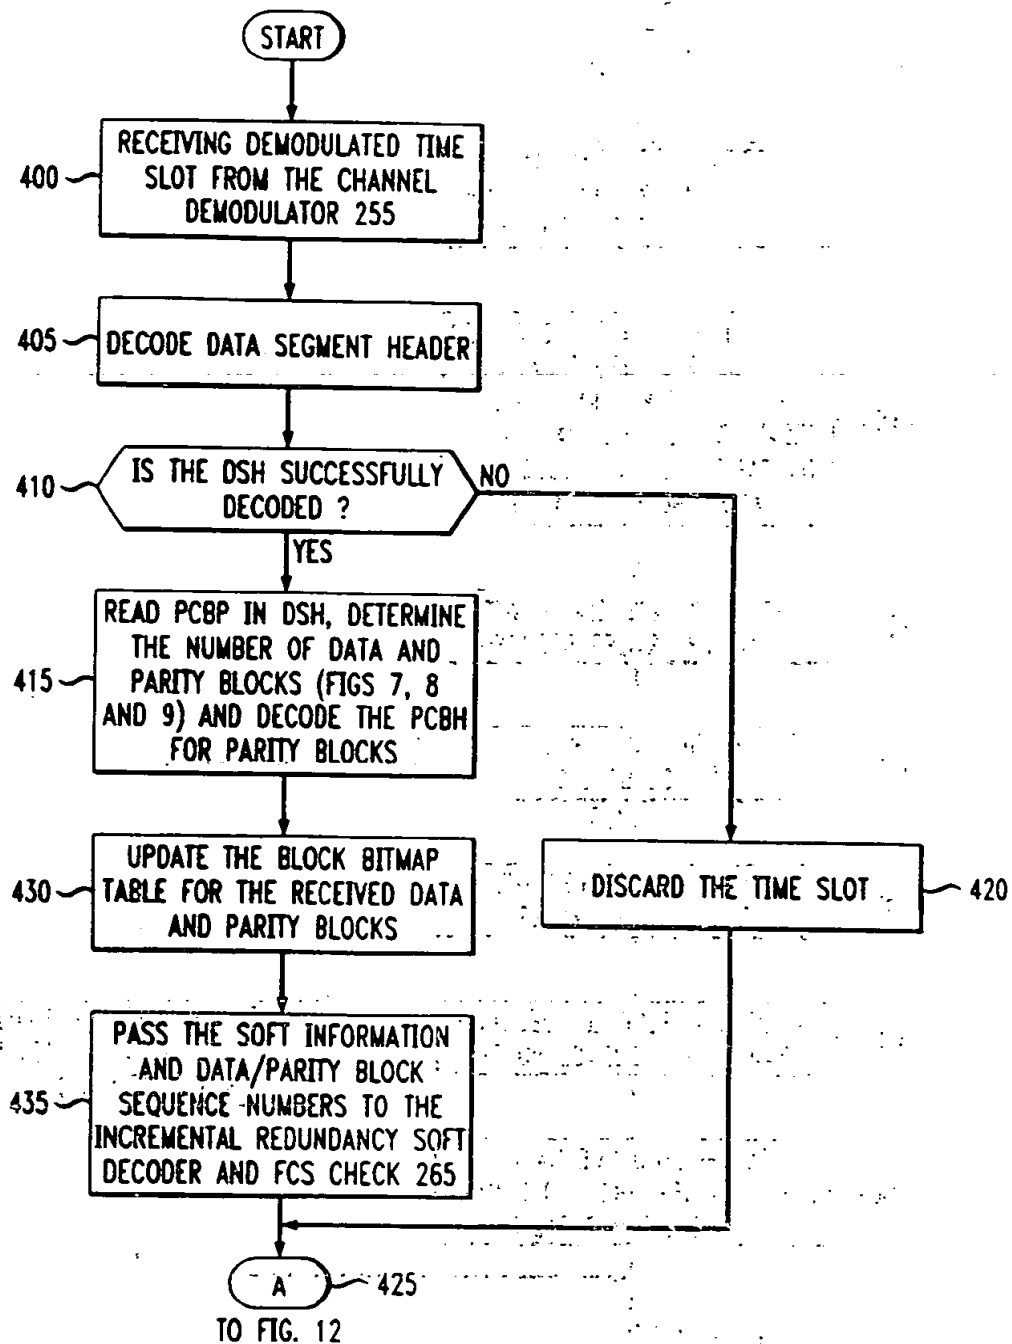 START
RECEIVING DEMODULATED TIME
SLOT FROM THE CHANNEL
DEMODULATOR 255
400
DECODE DATA SEGMENT HEADER
405
IS THE DSH SUCCESSFULLY
DECODED ?
410
NO
YES
READ PCBP IN DSH, DETERMINE
THE NUMBER OF DATA AND
PARITY BLOCKS (FIGS 7, 8
AND 9) AND DECODE THE PCBH
FOR PARITY BLOCKS
415
UPDATE THE BLOCK BITMAP
TABLE FOR THE RECEIVED DATA
AND PARITY BLOCKS
430
DISCARD THE TIME SLOT
420
PASS THE SOFT INFORMATION
AND DATA/PARITY BLOCK
SEQUENCE NUMBERS TO THE
INCREMENTAL REDUNDANCY SOFT
DECODER AND FCS CHECK 265
435
A
425
TO FIG. 12